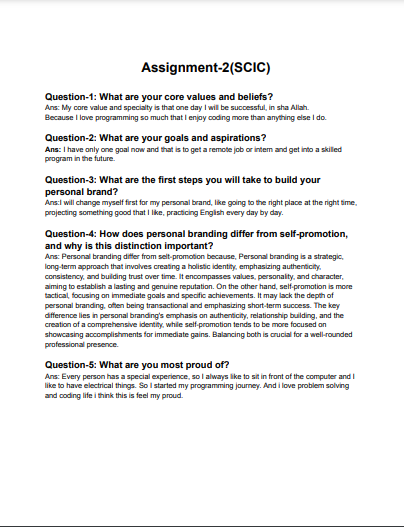 Assignment-2(SCIC)
Question-1: What are your core values and beliefs?
Ans: My core value and specialty is that one day I will be successful, in sha Allah.
Because I love programming so much that I enjoy coding more than anything else I do.
Question-2: What are your goals and aspirations?
Ans: I have only one goal now and that is to get a remote job or intern and get into a skilled
program in the future.
Question-3: What are the first steps you will take to build your
personal brand?
Ans:I will change myself first for my personal brand, like going to the right place at the right time,
projecting something good that I like, practicing English every day by day.
Question-4: How does personal branding differ from self-promotion,
and why is this distinction important?
Ans: Personal branding differ from self-promotion because, Personal branding is a strategic,
long-term approach that involves creating a holistic identity, emphasizing authenticity,
consistency, and building trust over time. It encompasses values, personality, and character,
aiming to establish a lasting and genuine reputation. On the other hand, self-promotion is more
tactical, focusing on immediate goals and specific achievements. It may lack the depth of
personal branding, often being transactional and emphasizing short-term success. The key
difference lies in personal branding's emphasis on authenticity, relationship building, and the
creation of a comprehensive identity, while self-promotion tends to be more focused on
showcasing accomplishments for immediate gains. Balancing both is crucial for a well-rounded
professional presence.
Question-5: What are you most proud of?
Ans: Every person has a special experience, so I always like to sit in front of the computer and I
like to have electrical things. So I started my programming journey. And i love problem solving
and coding life i think this is feel my proud.